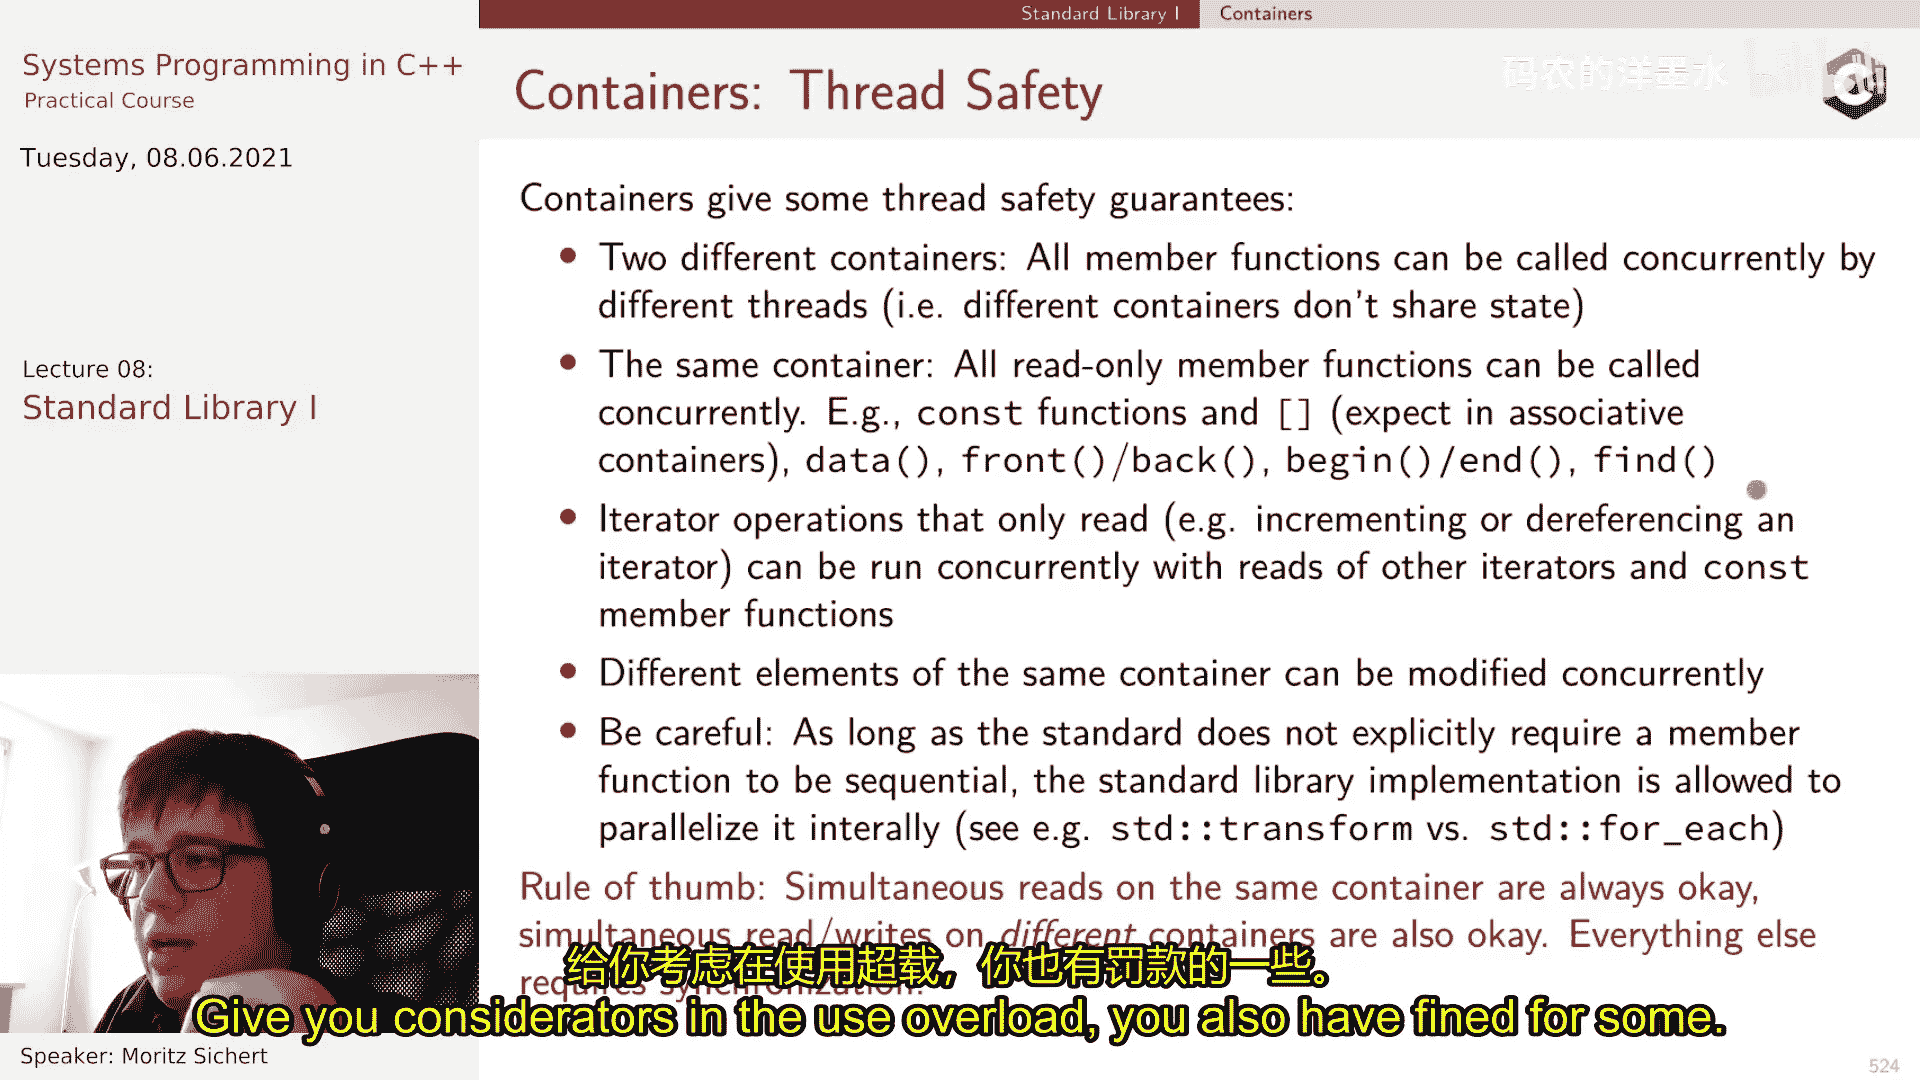 Standard Library I
Containers
Systems Programming in C++
Practical Course
Tuesday, 08.06.2021
Lecture 08:
Standard Library I
Containers: Thread Safety
码农的洋墨水
Containers give some thread safety guarantees:
• Two different containers: All member functions can be called concurrently by
different threads (i.e. different containers don't share state)
• The same container: All read-only member functions can be called
concurrently. E.g., const functions and [] (expect in associative
containers), data(), front()/back(), begin()/end(), find()
• Iterator operations that only read (e.g. incrementing or dereferencing an
iterator) can be run concurrently with reads of other iterators and const
member functions
• Different elements of the same container can be modified concurrently
• Be careful: As long as the standard does not explicitly require a member
function to be sequential, the standard library implementation is allowed to
parallelize it interally (see e.g. std::transform vs. std::for_each)
Rule of thumb: Simultaneous reads on the same container are always okay,
simultaneous read/writes on different containers are also okay. Everything else
requires synchronization.
给你考虑在使用超载，你也有罚款的一些。
Give you considerators in the use overload, you also have fined for some.
Speaker: Moritz Sichert
524